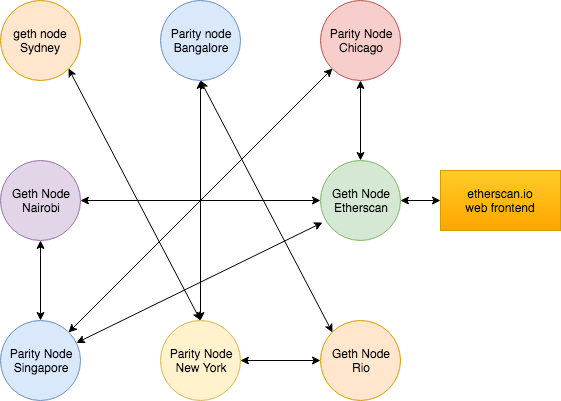 geth node
Sydney
Parity node
Bangalore
Parity Node
Chicago
Geth Node
Nairobi
Geth Node
Etherscan
etherscan.io
web frontend
Parity Node
Singapore
Parity Node
New York
Geth Node
Rio